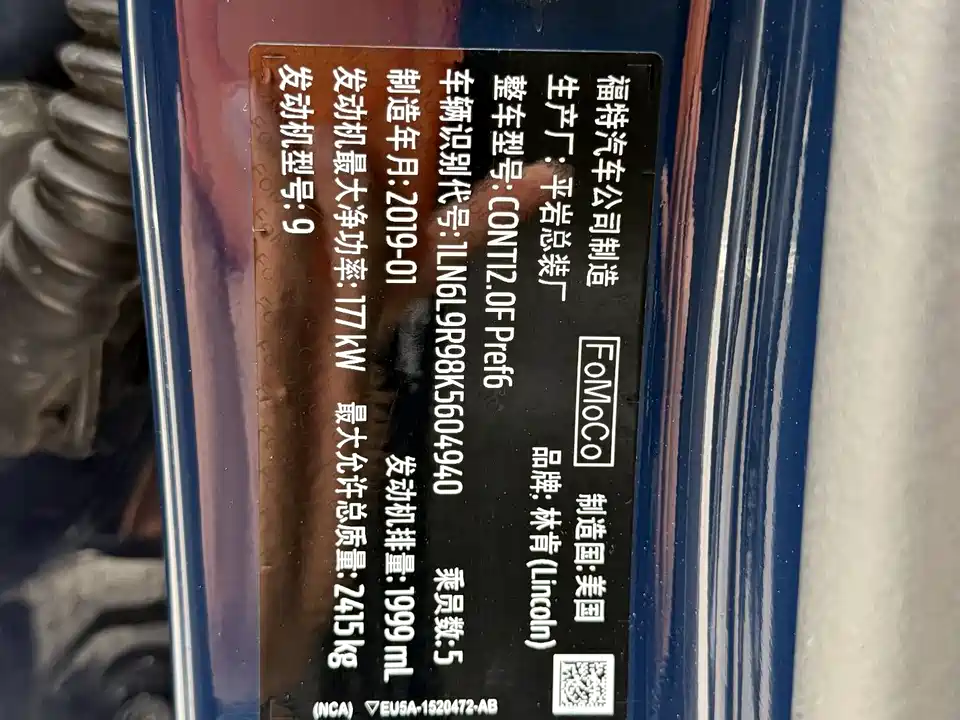 福特汽车公司制造 FoMoCo 制造国:美国
生产厂:平岩总装厂 品牌:林肯(Lincoln)
整车型号:CONTI2.0F Pref6
车辆识别代号:1LN6L9R98K5604940 乘员数:5
制造年月:2019-01 发动机排量:1999 mL
发动机最大净功率:177 kW 最大允许总质量:2415 kg
发动机型号:9
(NCA) ▽EU5A-1520472-AB